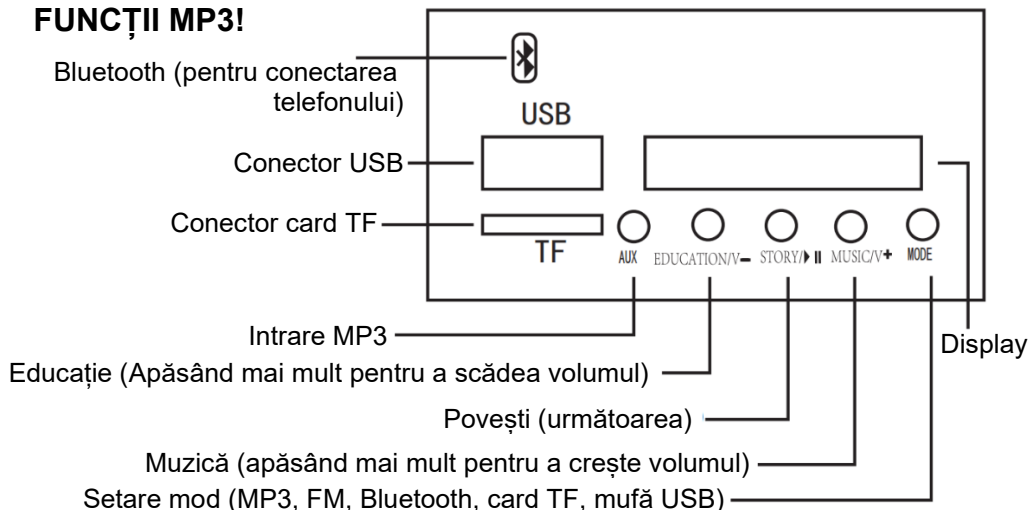 FUNCȚII MP3!
Bluetooth (pentru conectarea
telefonului)
USB
Conector USB
Conector card TF
TF
AUX
EDUCATION/V-
STORY/▶II
MUSIC/V+
MODE
Intrare MP3
Display
Educație (Apăsând mai mult pentru a scădea volumul)
Povești (următoarea)
Muzică (apăsând mai mult pentru a crește volumul)
Setare mod (MP3, FM, Bluetooth, card TF, mufă USB)